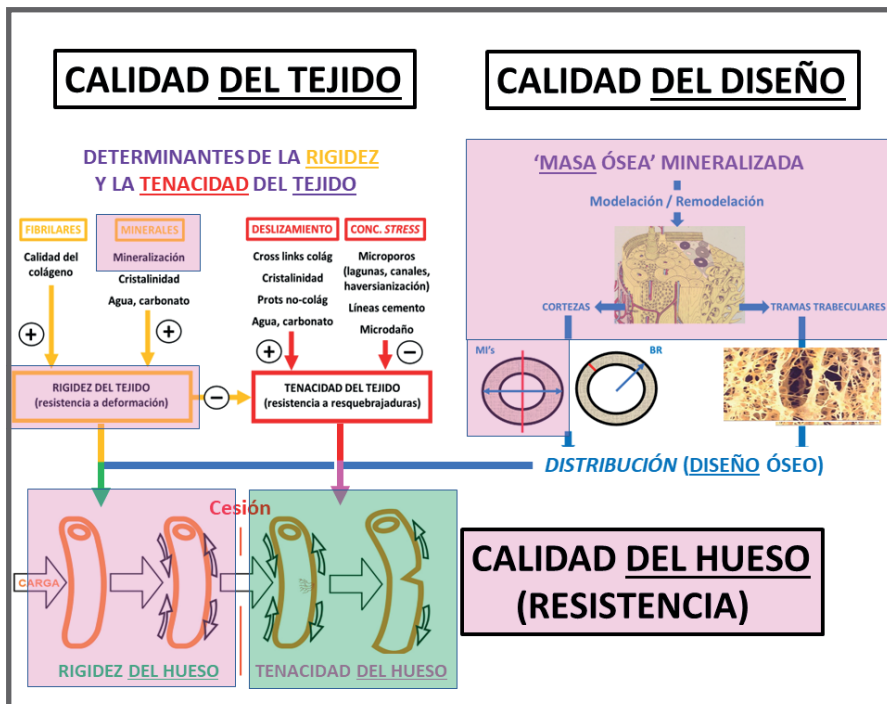 CALIDAD DEL TEJIDO
CALIDAD DEL DISEÑO
DETERMINANTES DE LA RIGIDEZ
Y LA TENACIDAD DEL TEJIDO
FIBRILARES
Calidad del
colágeno
MINERALES
Mineralización
Cristalinidad
Agua, carbonato
DESLIZAMIENTO
Cross links colág
Cristalinidad
Prots no-colág
Agua, carbonato
CONC. STRESS
Microporos
(lagunas, canales,
haversianización)
Líneas cemento
Microdaño
+
+
+
−
RIGIDEZ DEL TEJIDO
(resistencia a deformación)
−
TENACIDAD DEL TEJIDO
(resistencia a resquebrajaduras)
'MASA ÓSEA' MINERALIZADA
Modelación / Remodelación
CORTEZAS
TRAMAS TRABECULARES
MI's
BR
DISTRIBUCIÓN (DISEÑO ÓSEO)
Cesión
CARGA
RIGIDEZ DEL HUESO
TENACIDAD DEL HUESO
CALIDAD DEL HUESO
(RESISTENCIA)